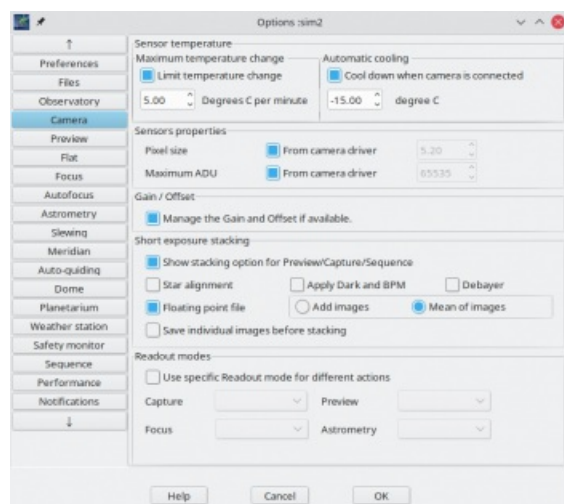 Options :sim2
↑
Preferences
Files
Observatory
Camera
Preview
Flat
Focus
Autofocus
Astrometry
Slewing
Meridian
Auto-guiding
Dome
Planetarium
Weather station
Safety monitor
Sequence
Performance
Notifications
↓
Sensor temperature
Maximum temperature change
Limit temperature change
5.00 Degrees C per minute
Automatic cooling
Cool down when camera is connected
-15.00 degree C
Sensors properties
Pixel size From camera driver 5.20
Maximum ADU From camera driver 65535
Gain / Offset
Manage the Gain and Offset if available.
Short exposure stacking
Show stacking option for Preview/Capture/Sequence
Star alignment Apply Dark and BPM Debayer
Floating point file Add images Mean of images
Save individual images before stacking
Readout modes
Use specific Readout mode for different actions
Capture Preview
Focus Astrometry
Help Cancel OK